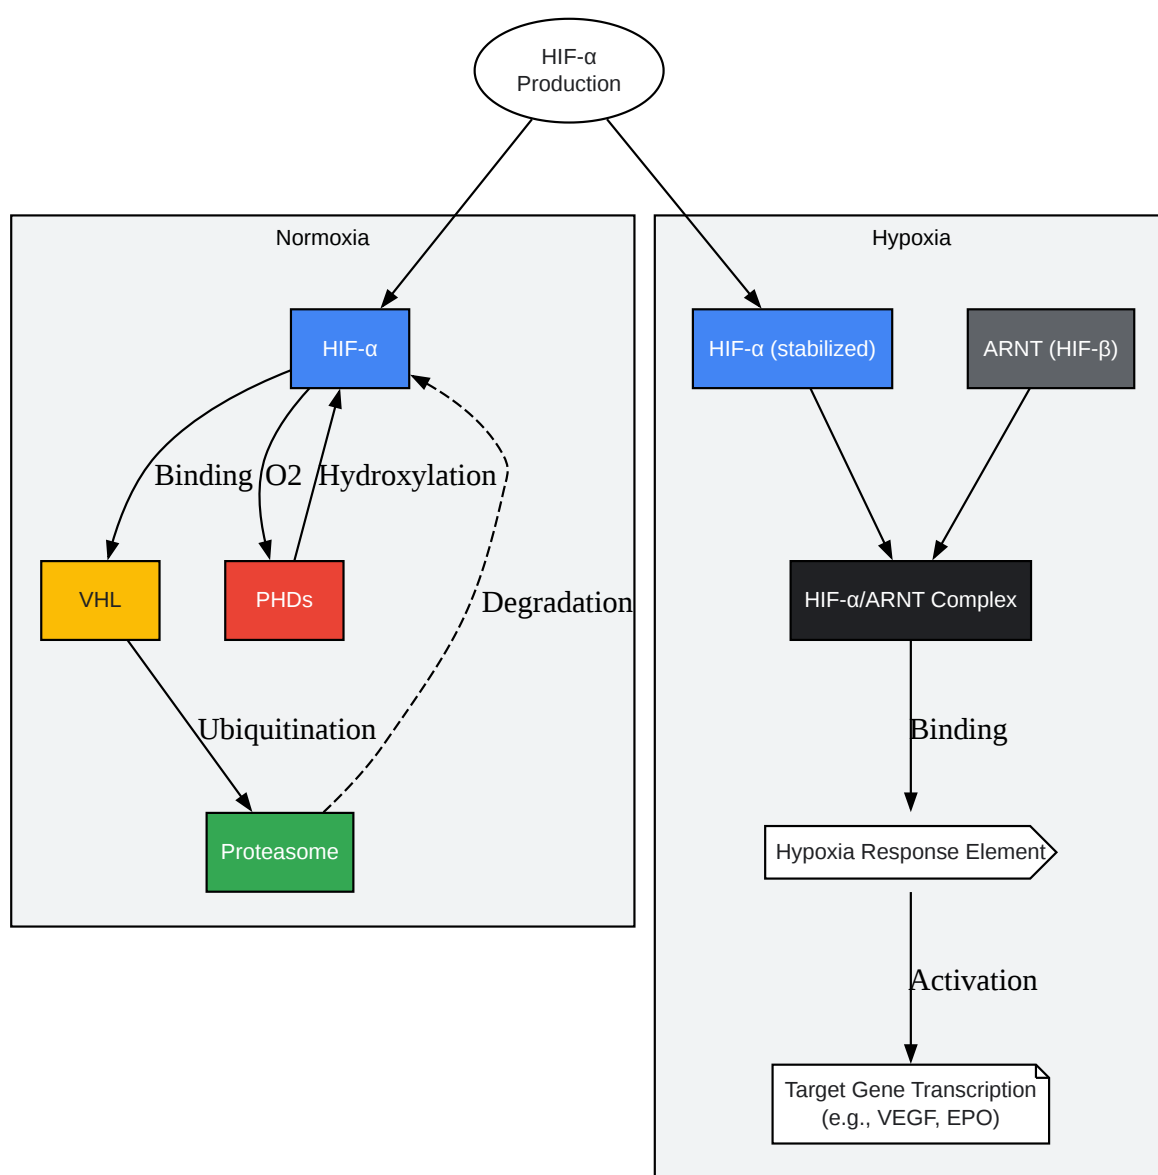 HIF-α
Production
Normoxia
Hypoxia
HIF-α
HIF-α (stabilized)
ARNT (HIF-β)
Binding
O2
Hydroxylation
VHL
PHDs
Degradation
HIF-α/ARNT Complex
Ubiquitination
Binding
Proteasome
Hypoxia Response Element
Activation
Target Gene Transcription
(e.g., VEGF, EPO)